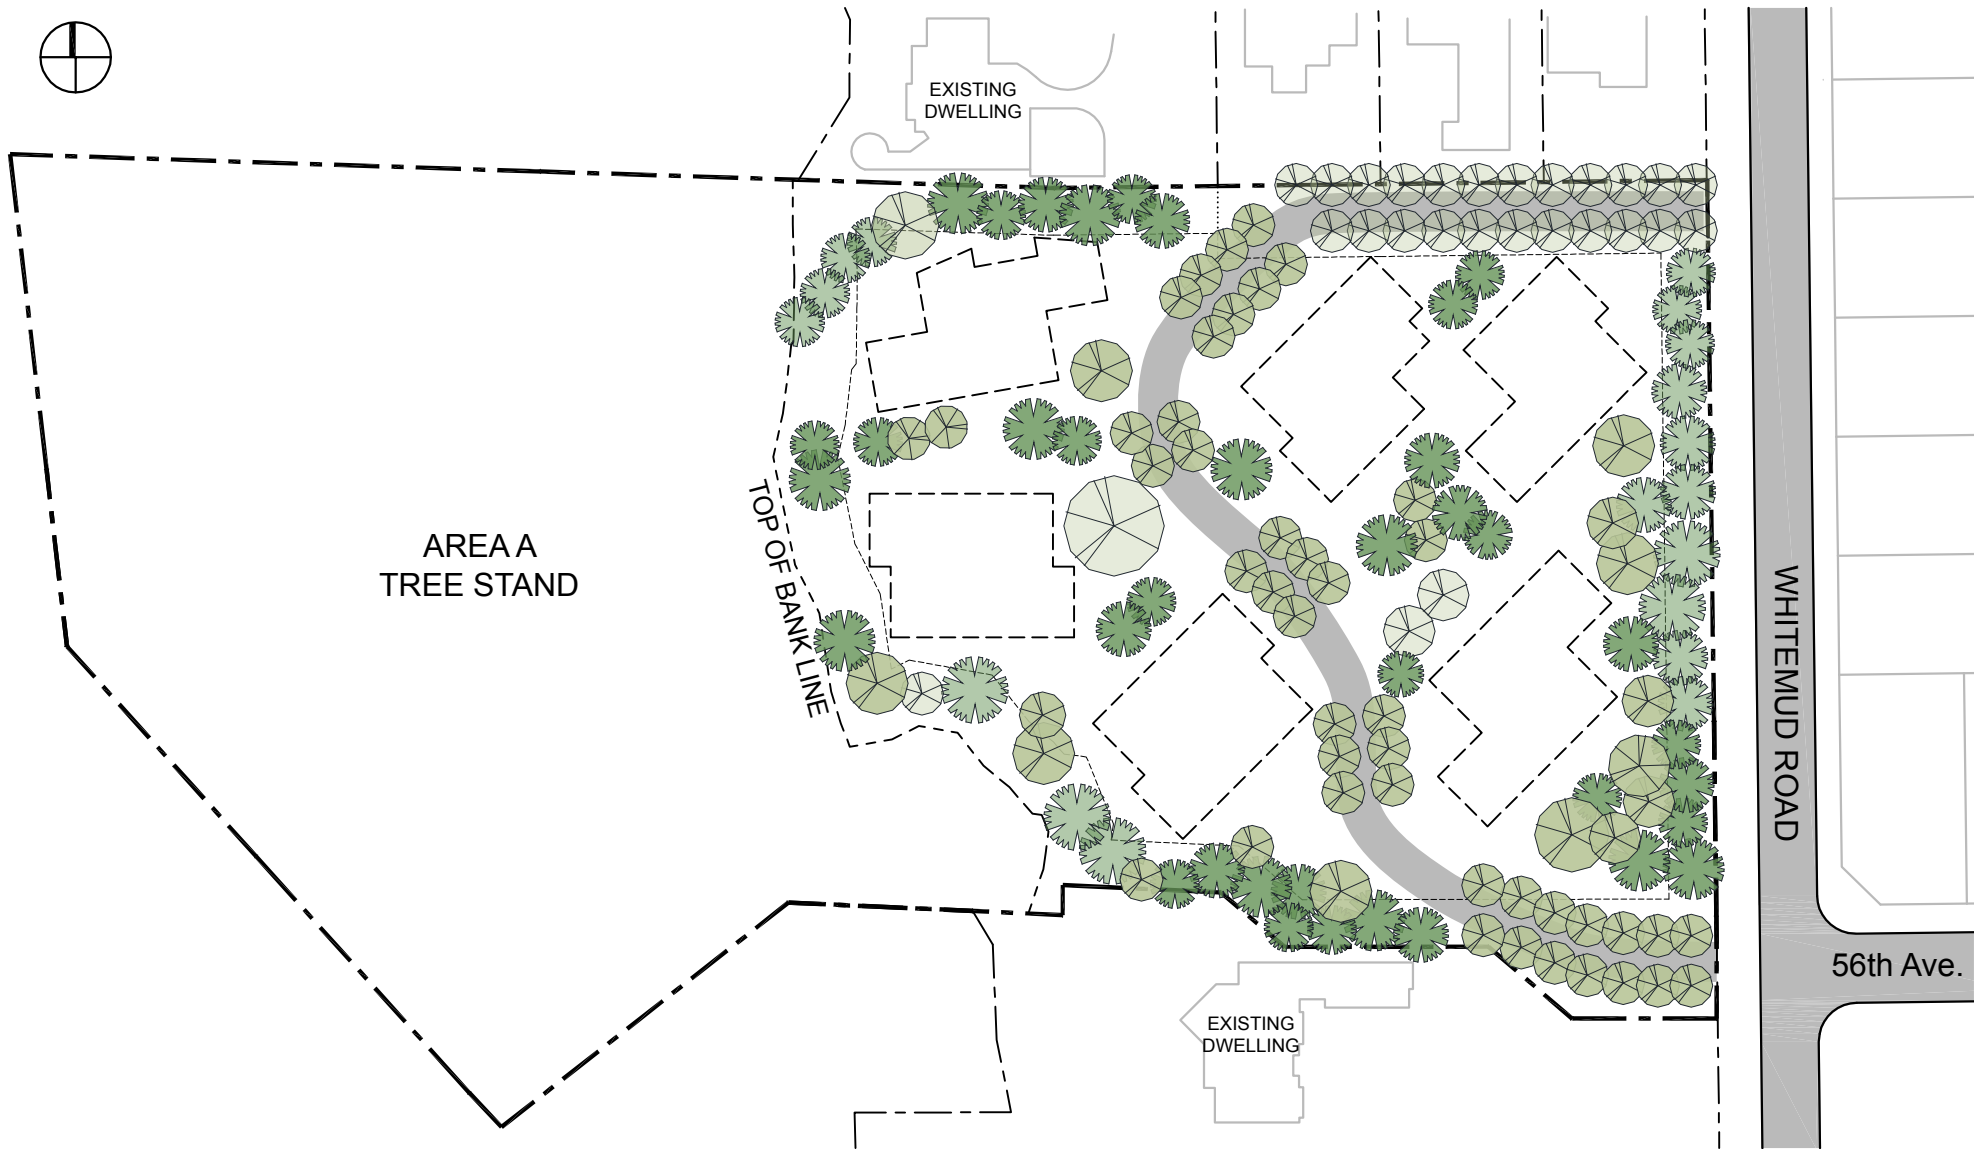 EXISTING
DWELLING
AREA A
TREE STAND
TOP OF BANK LINE
WHITEMUD ROAD
56th Ave.
EXISTING
DWELLING